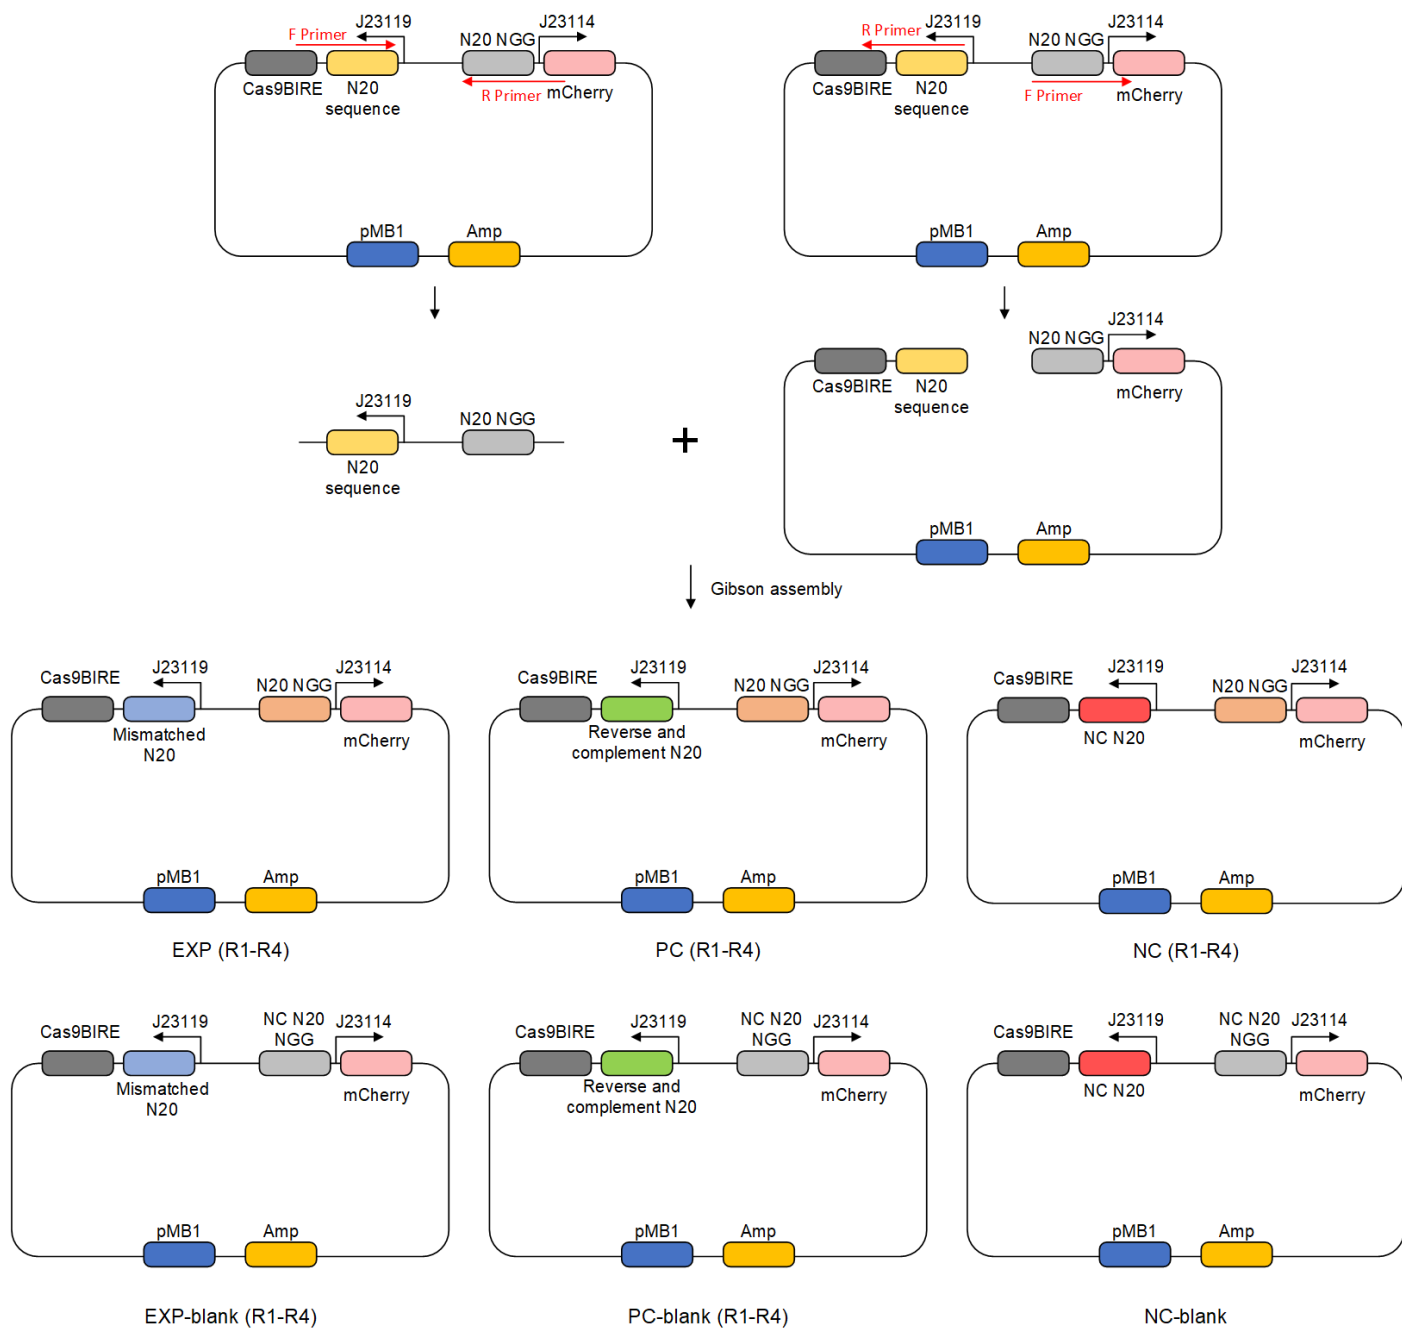 J23119
J23114
F Primer
N20 NGG
Cas9BIRE
N20
sequence
R Primer
mCherry
pMB1
Amp
J23119
J23114
R Primer
N20 NGG
Cas9BIRE
N20
sequence
F Primer
mCherry
pMB1
Amp
J23119
N20 NGG
N20
sequence
+
J23114
N20 NGG
Cas9BIRE
N20
sequence
mCherry
pMB1
Amp
Gibson assembly
Cas9BIRE
J23119
J23114
N20 NGG
Mismatched
N20
mCherry
pMB1
Amp
EXP (R1-R4)
Cas9BIRE
J23119
J23114
N20 NGG
Reverse and
complement N20
mCherry
pMB1
Amp
PC (R1-R4)
Cas9BIRE
J23119
J23114
N20 NGG
NC N20
mCherry
pMB1
Amp
NC (R1-R4)
Cas9BIRE
J23119
NC N20
NGG
J23114
Mismatched
N20
mCherry
pMB1
Amp
EXP-blank (R1-R4)
Cas9BIRE
J23119
NC N20
NGG
J23114
Reverse and
complement N20
mCherry
pMB1
Amp
PC-blank (R1-R4)
Cas9BIRE
J23119
NC N20
NGG
J23114
NC N20
mCherry
pMB1
Amp
NC-blank